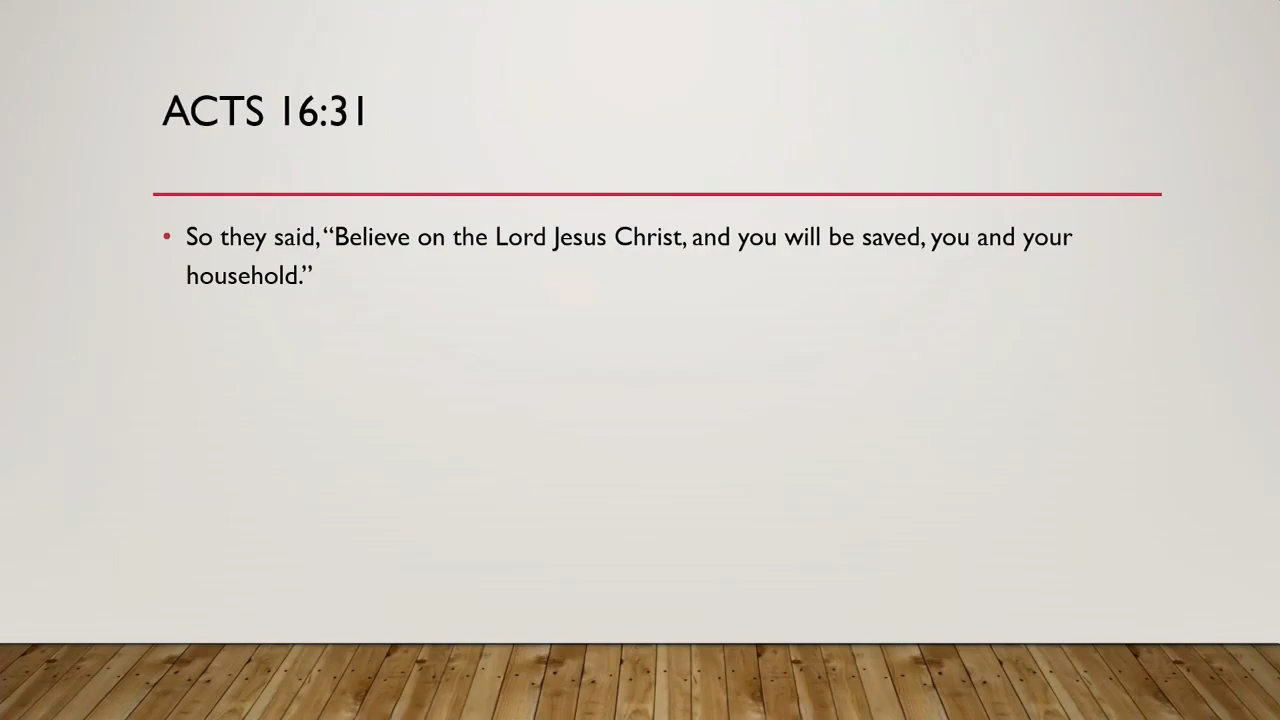 ACTS 16:31
• So they said, “Believe on the Lord Jesus Christ, and you will be saved, you and your
household.”